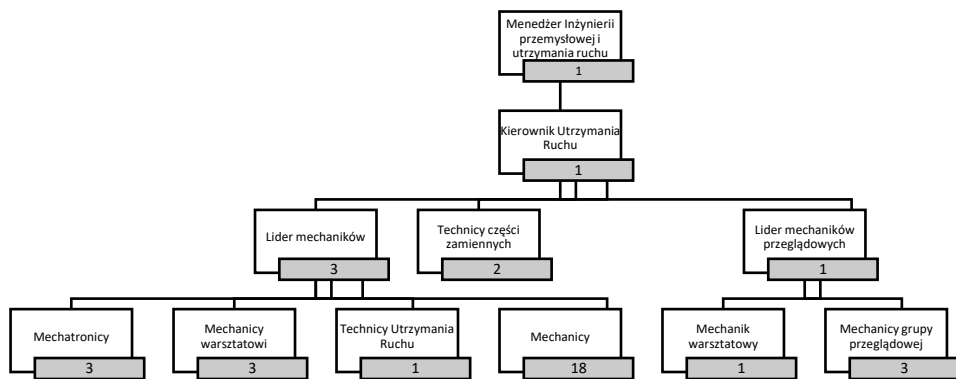 Menedżer Inżynierii
przemysłowej i
utrzymania ruchu
1
Kierownik Utrzymania
Ruchu
1
Lider mechaników
3
Technicy części
zamiennych
2
Lider mechaników
przeglądowych
1
Mechatronicy
3
Mechanicy
warsztatowi
3
Technicy Utrzymania
Ruchu
1
Mechanicy
18
Mechanik
warsztatowy
1
Mechanicy grupy
przeglądowej
3